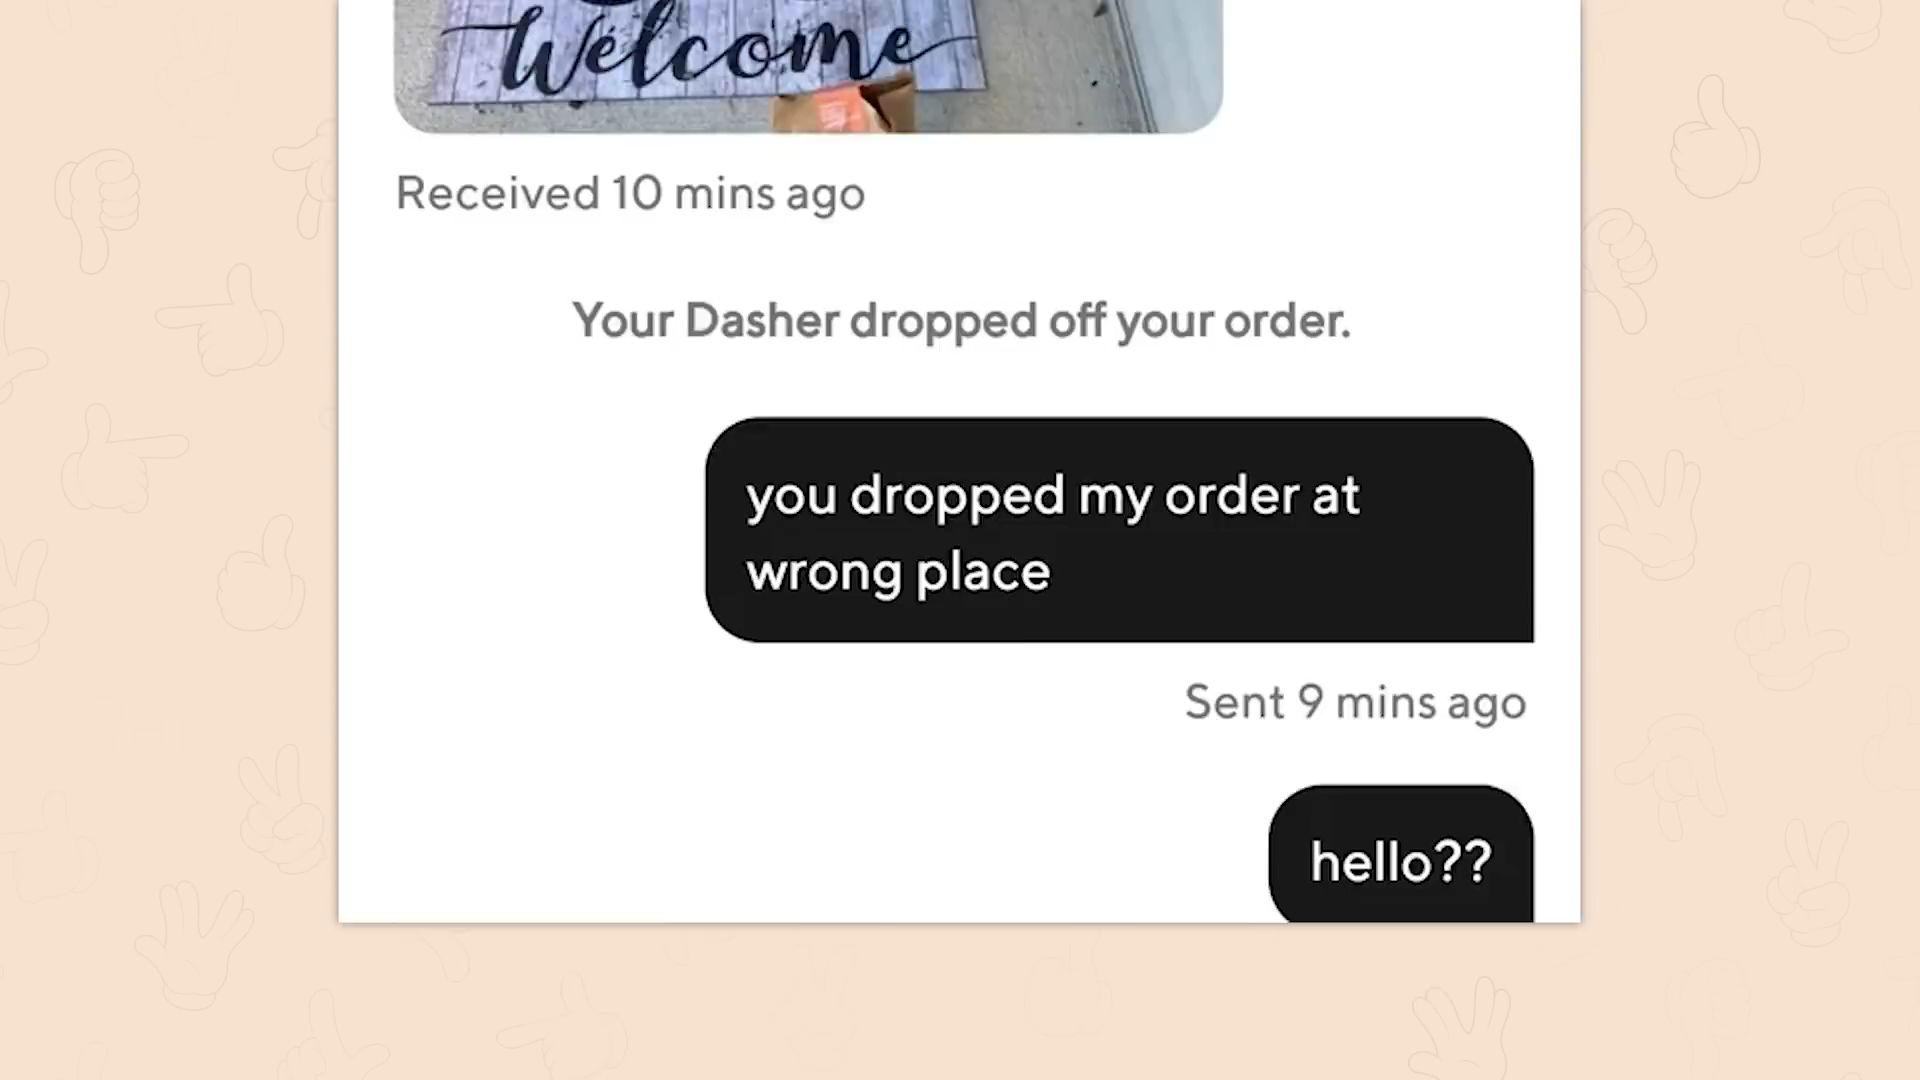 Welcome
Received 10 mins ago
Your Dasher dropped off your order.
you dropped my order at
wrong place
Sent 9 mins ago
hello??